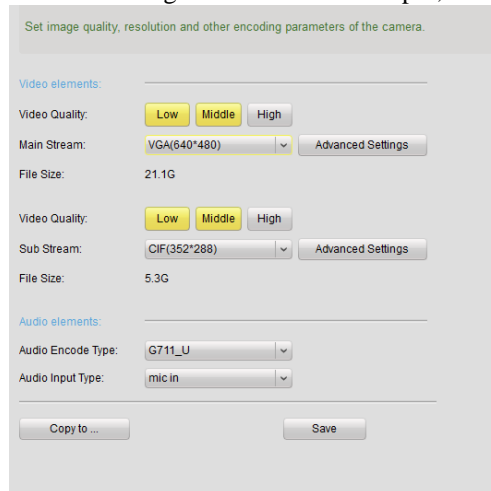 Set image quality, resolution and other encoding parameters of the camera.
Video elements:
Video Quality: Low Middle High
Main Stream: VGA(640*480) Advanced Settings
File Size: 21.1G
Video Quality: Low Middle High
Sub Stream: CIF(352*288) Advanced Settings
File Size: 5.3G
Audio elements:
Audio Encode Type: G711_U
Audio Input Type: mic in
Copy to ... Save